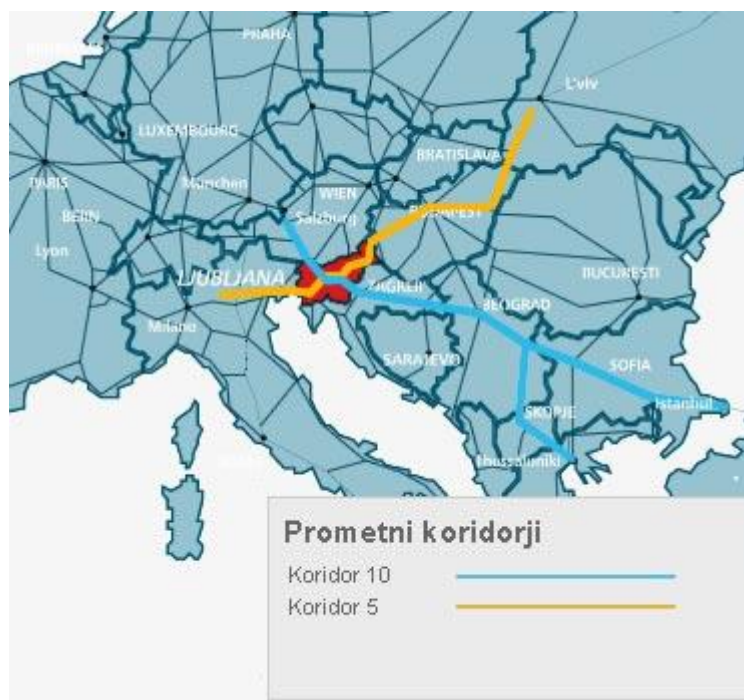 PRAHA
L'viv
LUXEMBOURG
BRATISLAVA
PARIS
München
WIEN
BERN
Salzburg
BUDAPEST
Lyon
LJUBLJANA
ZAGREB
BUCURESTI
Milano
BEOGRAD
SARAJEVO
SOFIA
Istanbul
SKOPJE
Thessaloniki
Prometni koridorji
Koridor 10
Koridor 5